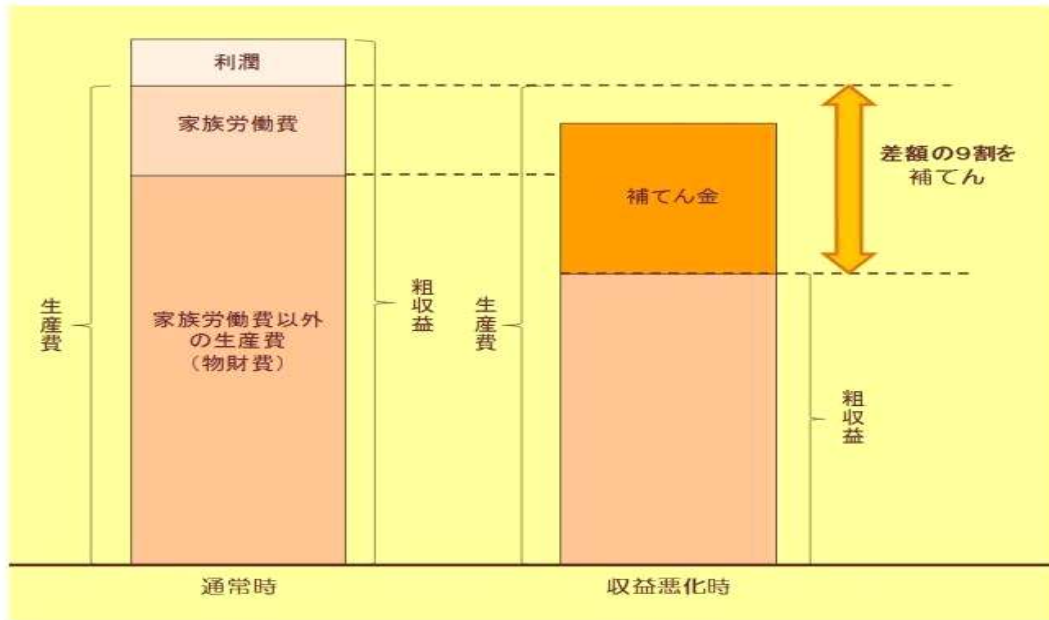 利潤
家族労働費
家族労働費以外
の生産費
(物財費)
生産費
粗収益
通常時
生産費
補てん金
差額の9割を
補てん
粗収益
収益悪化時